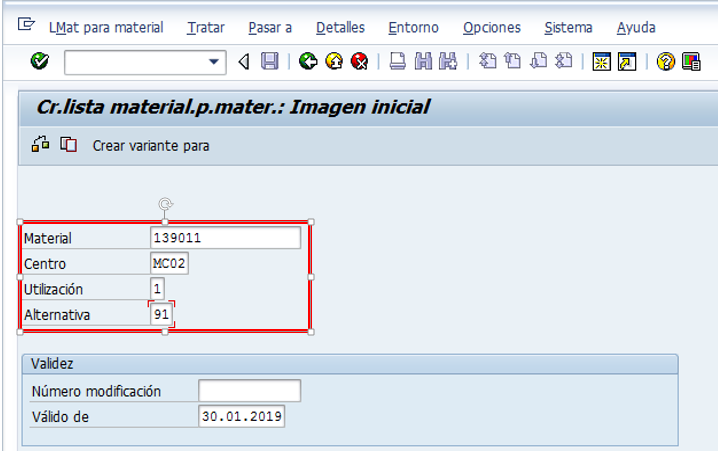 LMat para material Tratar Pasar a Detalles Entorno Opciones Sistema Ayuda
Cr.lista material.p.mater.: Imagen inicial
Crear variante para
Material 139011
Centro MC02
Utilización 1
Alternativa 91
Validez
Número modificación
Válido de 30.01.2019